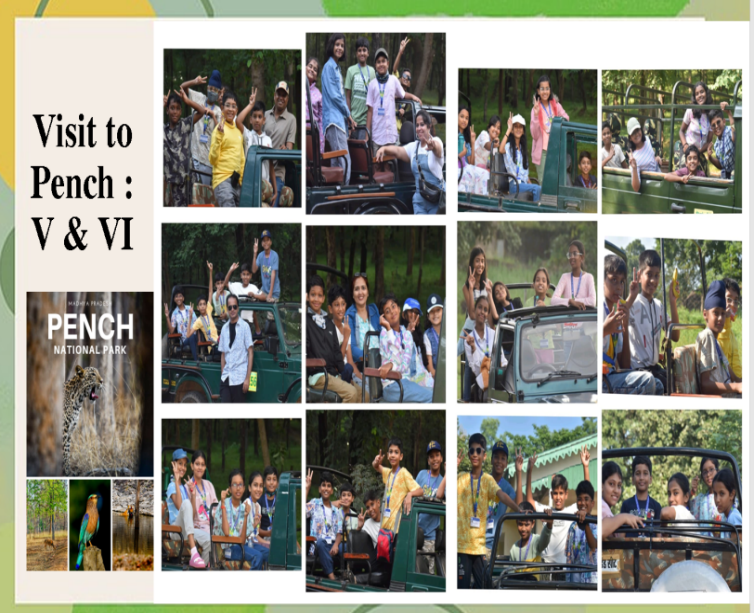 Visit to
Pench :
V & VI
MADHYA PRADESH
PENCH
NATIONAL PARK